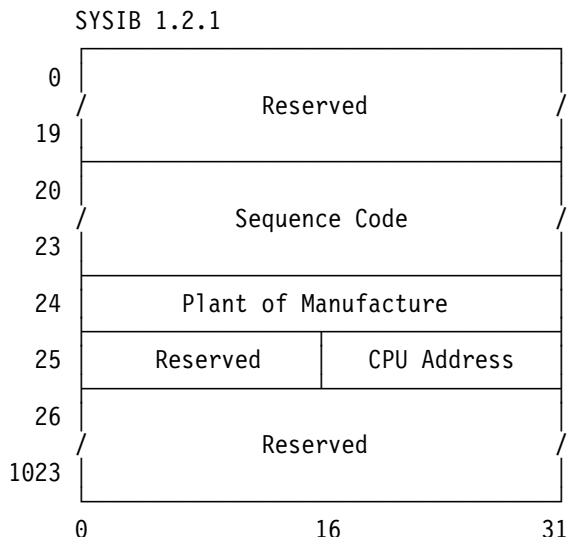 SYSIB 1.2.1
0
Reserved
19
20
Sequence Code
23
24 Plant of Manufacture
25 Reserved CPU Address
26
Reserved
1023
0 16 31